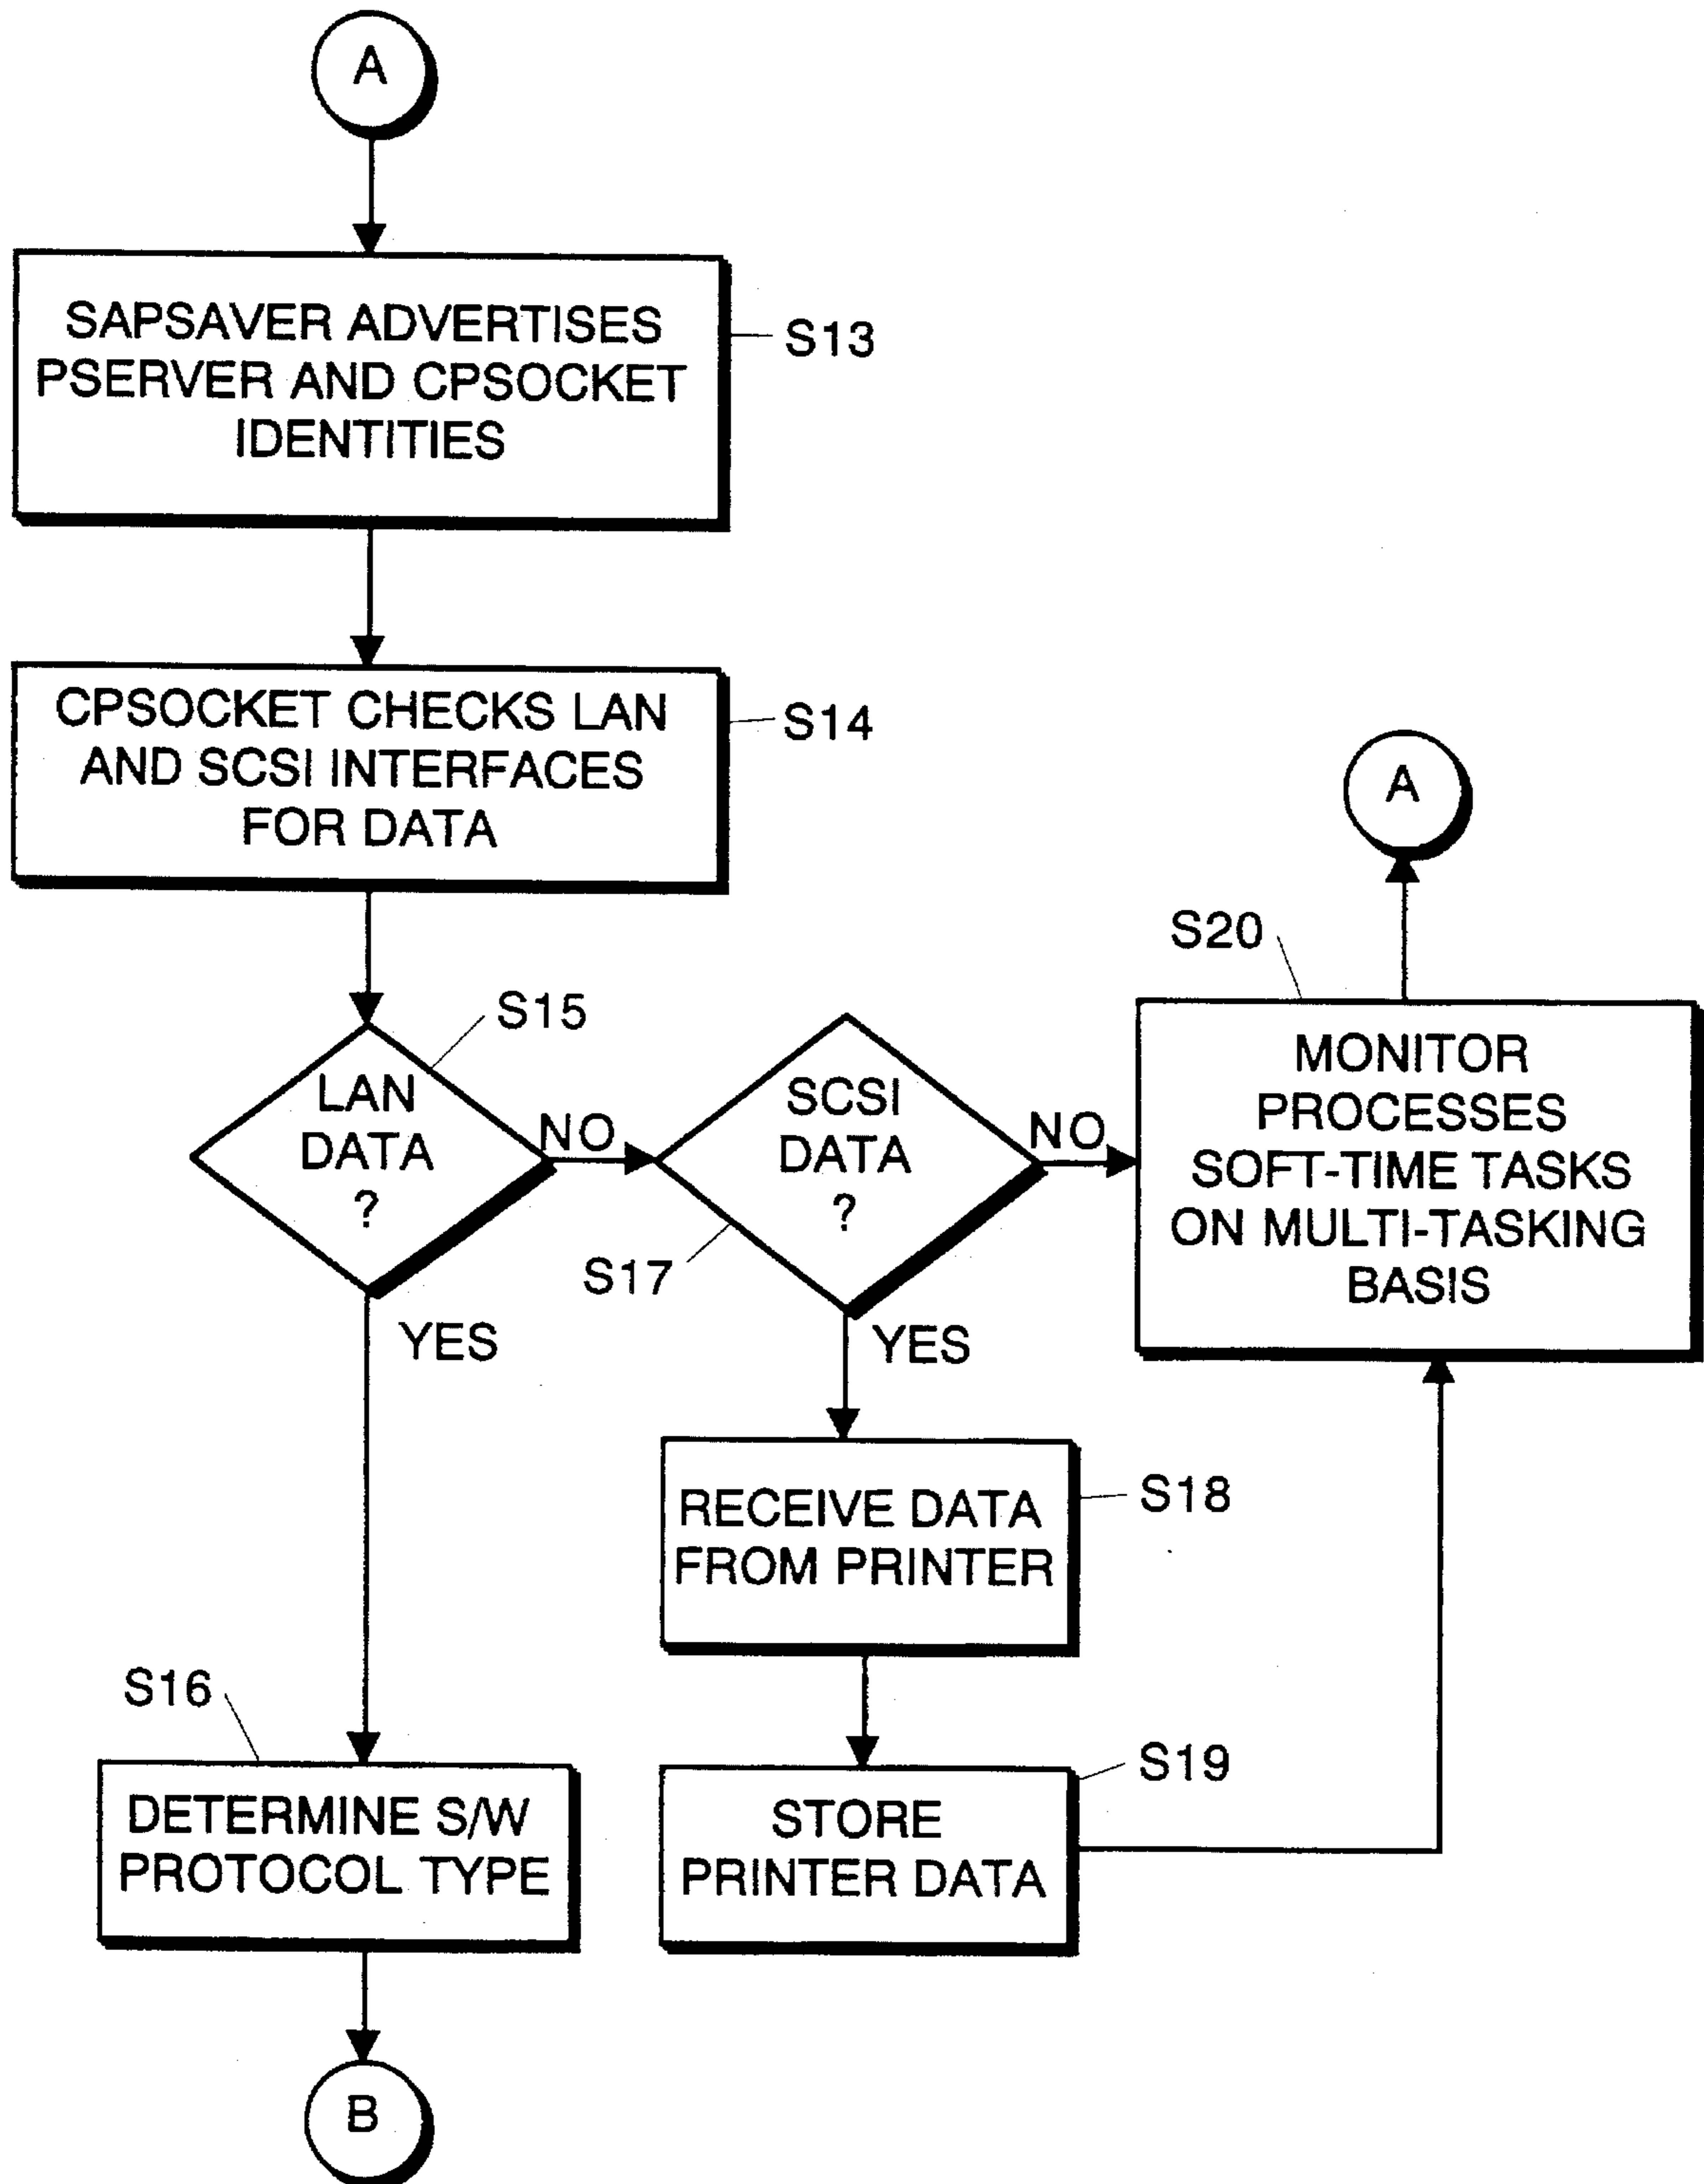 A
SAPSAVER ADVERTISES
PSERVER AND CPSOCKET
IDENTITIES
S13
CPSOCKET CHECKS LAN
AND SCSI INTERFACES
FOR DATA
S14
A
S20
S15
LAN
DATA
?
NO
SCSI
DATA
?
NO
S17
MONITOR
PROCESSES
SOFT-TIME TASKS
ON MULTI-TASKING
BASIS
YES
YES
RECEIVE DATA
FROM PRINTER
S18
S16
DETERMINE S/W
PROTOCOL TYPE
STORE
PRINTER DATA
S19
B